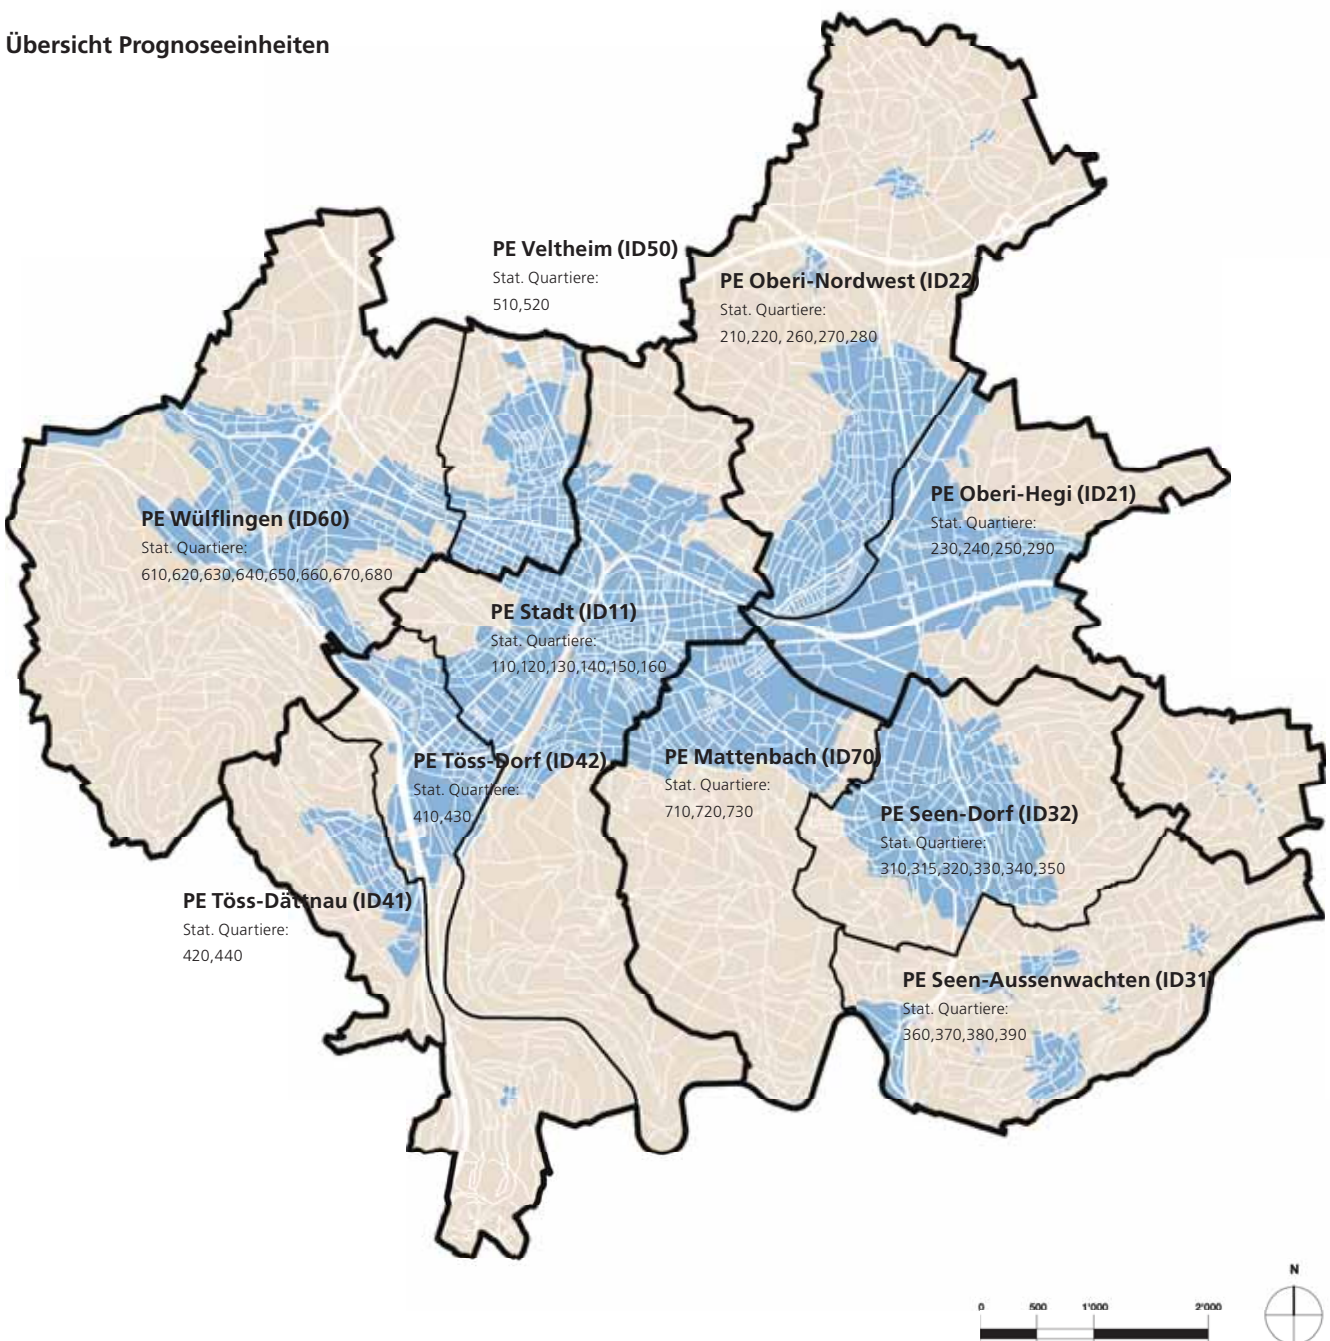 Übersicht Prognoseeinheiten
PE Veltheim (ID50)
Stat. Quartiere:
510,520
PE Oberi-Nordwest (ID22)
Stat. Quartiere:
210,220, 260,270,280
PE Wülflingen (ID60)
Stat. Quartiere:
610,620,630,640,650,660,670,680
PE Oberi-Hegi (ID21)
Stat. Quartiere:
230,240,250,290
PE Stadt (ID11)
Stat. Quartiere:
110,120,130,140,150,160
PE Töss-Dorf (ID42)
Stat. Quartiere:
410,430
PE Mattenbach (ID70)
Stat. Quartiere:
710,720,730
PE Seen-Dorf (ID32)
Stat. Quartiere:
310,315,320,330,340,350
PE Töss-Dättnau (ID41)
Stat. Quartiere:
420,440
PE Seen-Aussenwachten (ID31)
Stat. Quartiere:
360,370,380,390
N
0 500 1'000 2'000